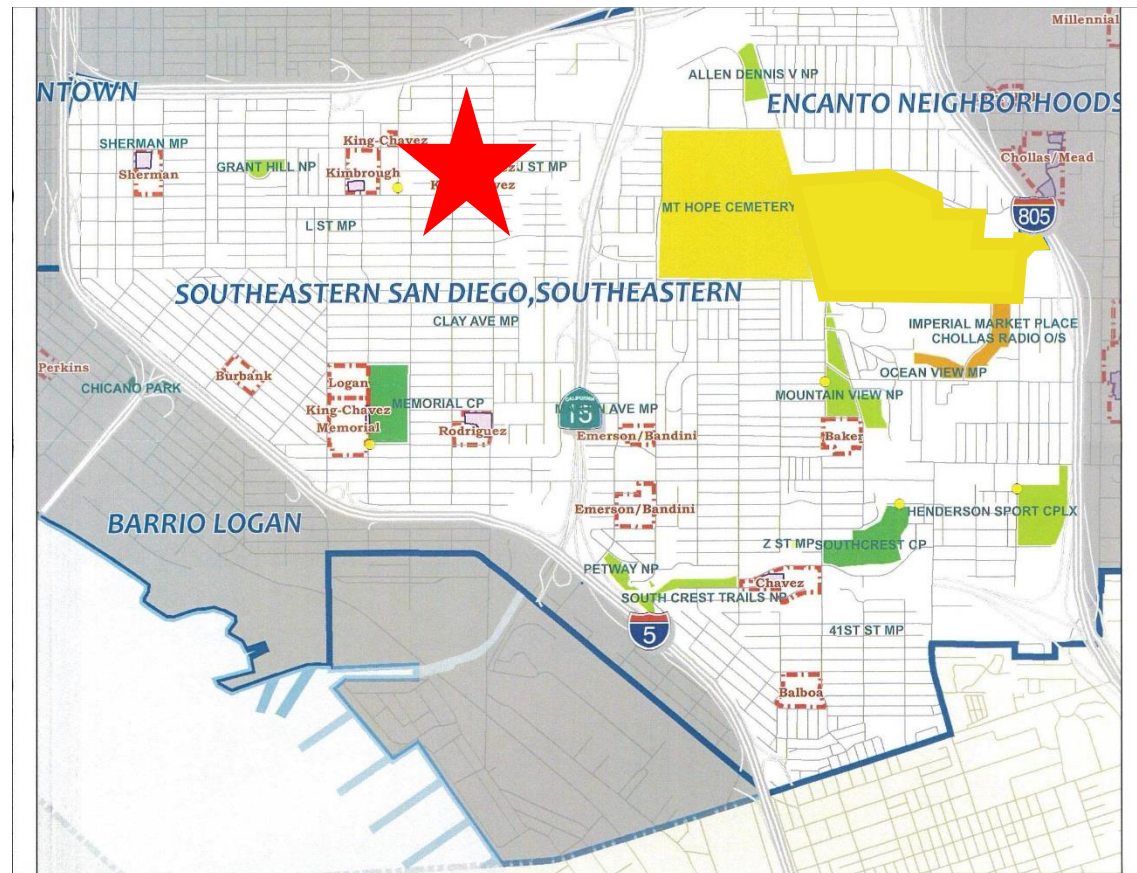 Millennial
ALLEN DENNIS V NP
NTOWN
ENCANTO NEIGHBORHOODS
SHERMAN MP
King-Chavez
Chollas/Mead
GRANT HILL NP
J ST MP
Sherman
Kimbrough
MT HOPE CEMETERY
805
L ST MP
SOUTHEASTERN SAN DIEGO,SOUTHEASTERN
CLAY AVE MP
IMPERIAL MARKET PLACE
CHOLLAS RADIO O/S
Perkins
Burbank
OCEAN VIEW MP
CHICANO PARK
Logan
MOUNTAIN VIEW NP
MEMORIAL CP
CALIFORNIA
15
AVE MP
King-Chavez
Memorial
Rodriguez
Emerson/Bandini
Baker
Emerson/Bandini
HENDERSON SPORT CPLX
BARRIO LOGAN
Z ST MP
SOUTHCREST CP
PETWAY NP
Chavez
SOUTH CREST TRAILS NP
5
41ST ST MP
Balboa